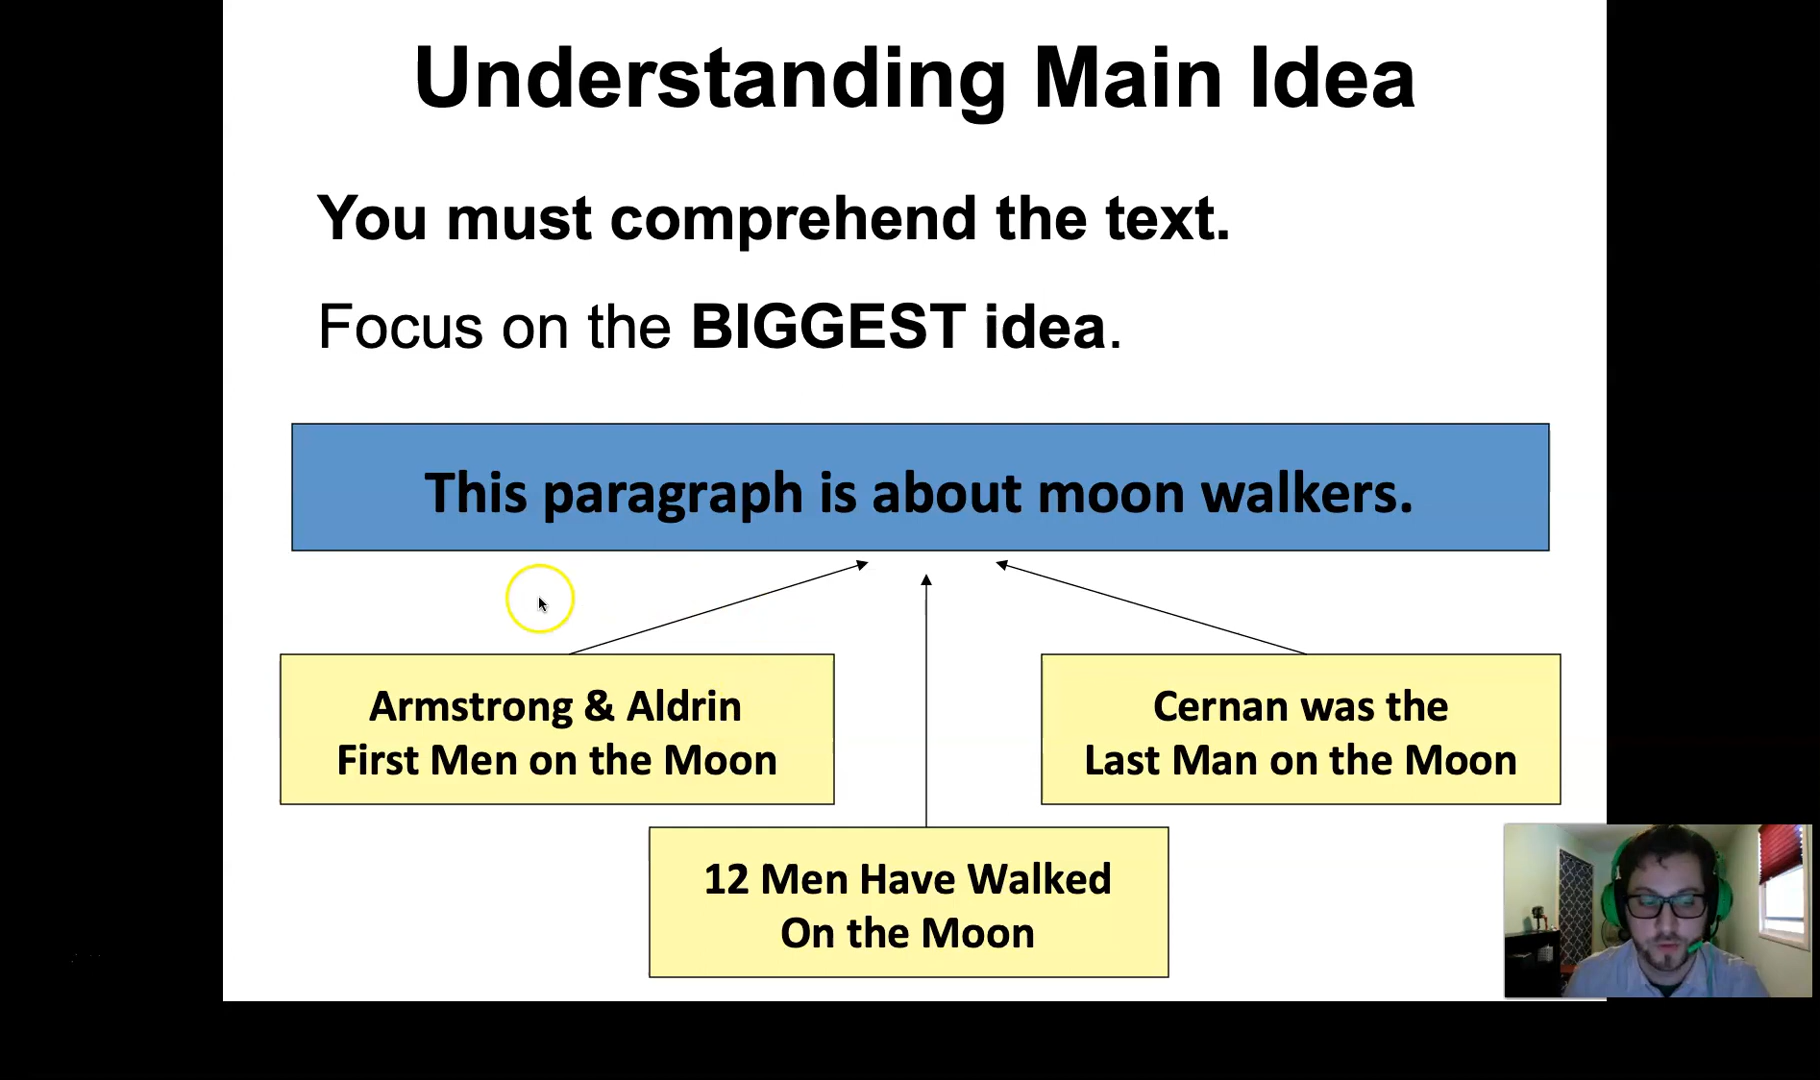 Understanding Main Idea
You must comprehend the text.
Focus on the BIGGEST idea.
This paragraph is about moon walkers.
Armstrong & Aldrin
First Men on the Moon
Cernan was the
Last Man on the Moon
12 Men Have Walked
On the Moon